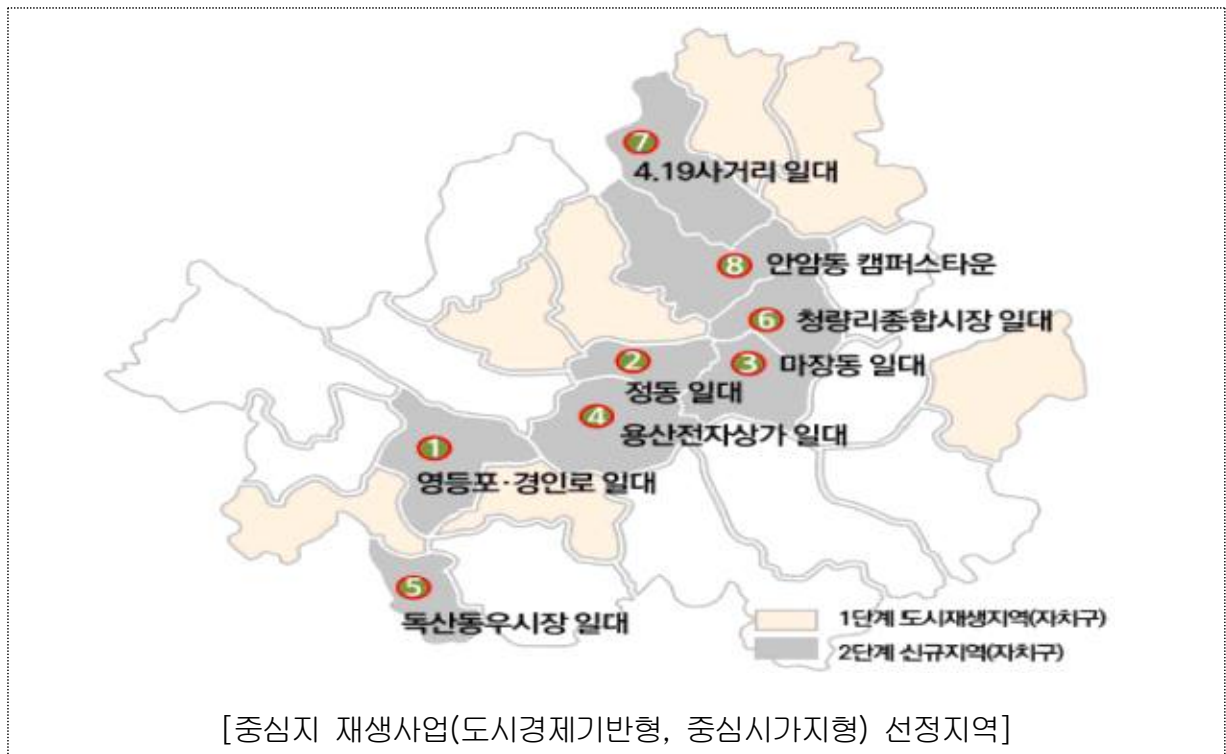 7
4.19사거리 일대
8 안암동 캠퍼스타운
6 청량리종합시장 일대
2
3 마장동 일대
정동 일대
4
용산전자상가 일대
1
영등포·경인로 일대
5
독산동우시장 일대
1단계 도시재생지역(자치구)
2단계 신규지역(자치구)
[중심지 재생사업(도시경제기반형, 중심시가지형) 선정지역]